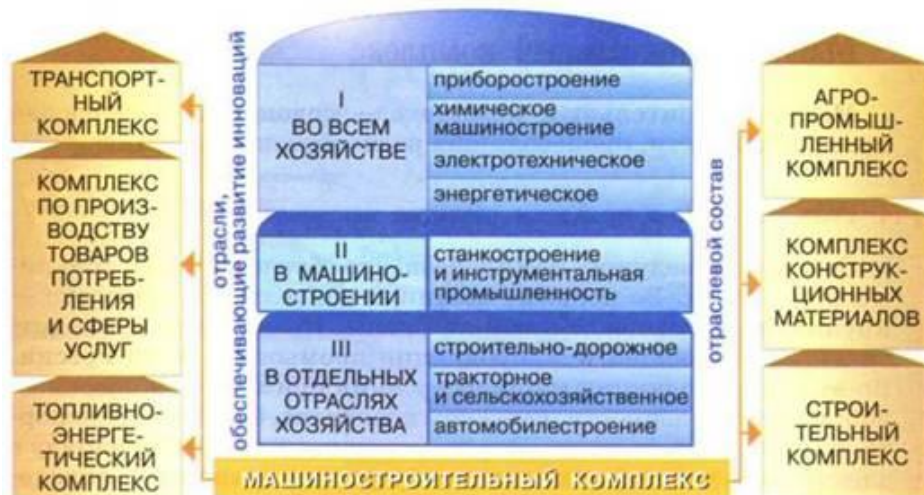 ТРАНСПОРТ-
НЫЙ
КОМПЛЕКС
КОМПЛЕКС
ПО ПРОИЗ-
ВОДСТВУ
ТОВАРОВ
ПОТРЕБ-
ЛЕНИЯ
И СФЕРЫ
УСЛУГ
ТОПЛИВНО-
ЭНЕРГЕ-
ТИЧЕСКИЙ
КОМПЛЕКС
отрасли,
обеспечивающие развитие инноваций
I
ВО ВСЕМ
ХОЗЯЙСТВЕ
приборостроение
химическое
машиностроение
электротехническое
энергетическое
II
В МАШИНО-
СТРОЕНИИ
станкостроение
и инструментальная
промышленность
III
В ОТДЕЛЬНЫХ
ОТРАСЛЯХ
ХОЗЯЙСТВА
строительно-дорожное
тракторное
и сельскохозяйственное
автомобилестроение
отраслевой состав
АГРО-
ПРОМЫШ-
ЛЕННЫЙ
КОМПЛЕКС
КОМПЛЕКС
КОНСТРУК-
ЦИОННЫХ
МАТЕРИАЛОВ
СТРОИ-
ТЕЛЬНЫЙ
КОМПЛЕКС
МАШИНОСТРОИТЕЛЬНЫЙ КОМПЛЕКС